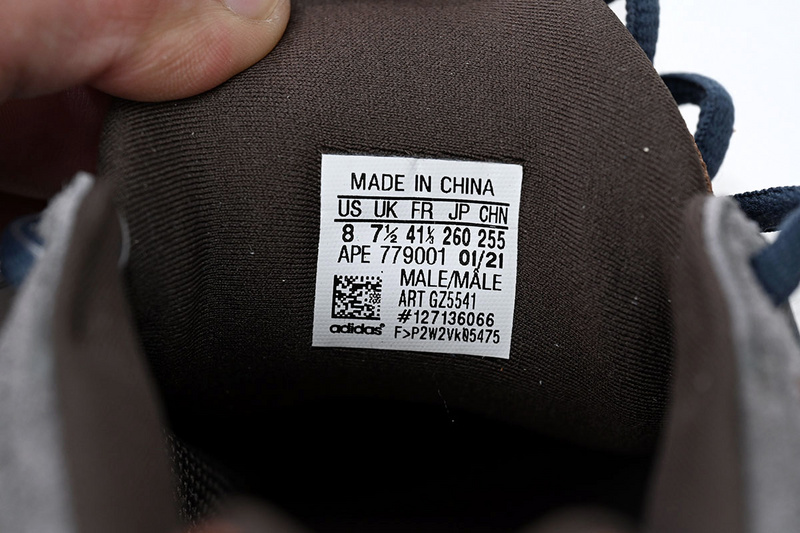 MADE IN CHINA
US UK FR JP CHN
8 7½ 41⅓ 260 255
APE 779001 01/21
MALE/MÂLE
ART GZ5541
#127136066
adidas® F>P2W2Vk05475